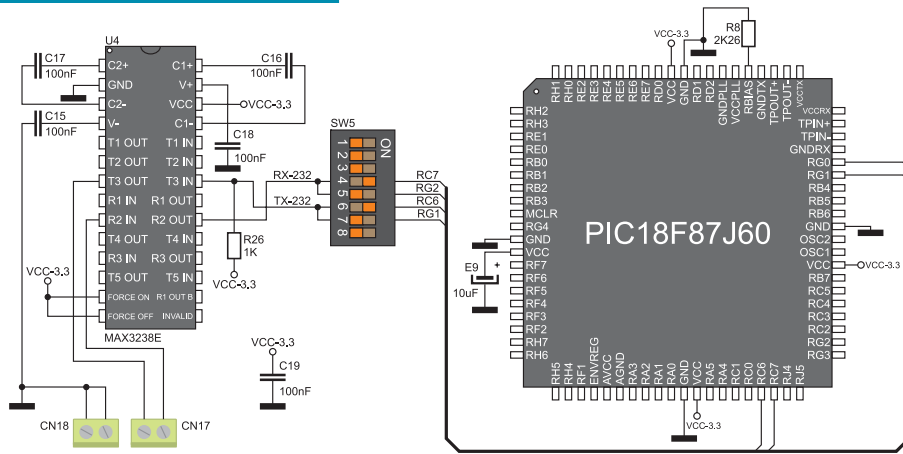 U4
C17
100nF
C2+
GND
C2-
V-
T1 OUT
T2 OUT
T3 OUT
R1 IN
R2 IN
T4 OUT
R3 IN
T5 OUT
FORCE ON
FORCE OFF
C1+
V+
VCC
C1-
T1 IN
T2 IN
T3 IN
R1 OUT
R2 OUT
T4 IN
R3 OUT
T5 IN
R1 OUT B
INVALID
MAX3238E
C16
100nF
VCC-3.3
C15
100nF
C18
100nF
R26
1K
VCC-3.3
VCC-3.3
VCC-3.3
C19
100nF
CN18
CN17
SW5
ON
1
2
3
4
5
6
7
8
RX-232
TX-232
RC7
RG2
RC6
RG1
R8
2K26
VCC-3.3
RH1
RH0
RE2
RE3
RE4
RE5
RE6
RE7
RD0
VCC
GND
RD1
RD2
GNDPLL
VCCPLL
RBIAS
GNDTX
TPOUT+
TPOUT-
VCCTX
RH2
RH3
RE1
RE0
RB0
RB1
RB2
RB3
MCLR
RG4
GND
VCC
RF7
RF6
RF5
RF4
RF3
RF2
RH7
RH6
PIC18F87J60
VCCRX
TPIN+
TPIN-
GNDRX
RG0
RG1
RB4
RB5
RB6
GND
OSC2
OSC1
VCC
RB7
RC5
RC4
RC3
RC2
RG2
RG3
VCC-3.3
E9
+
10uF
RH5
RH4
RF1
ENVREG
AVCC
AGND
RA3
RA2
RA1
RA0
GND
VCC
RA5
RA4
RC1
RC0
RC6
RC7
RJ4
RJ5
VCC-3.3